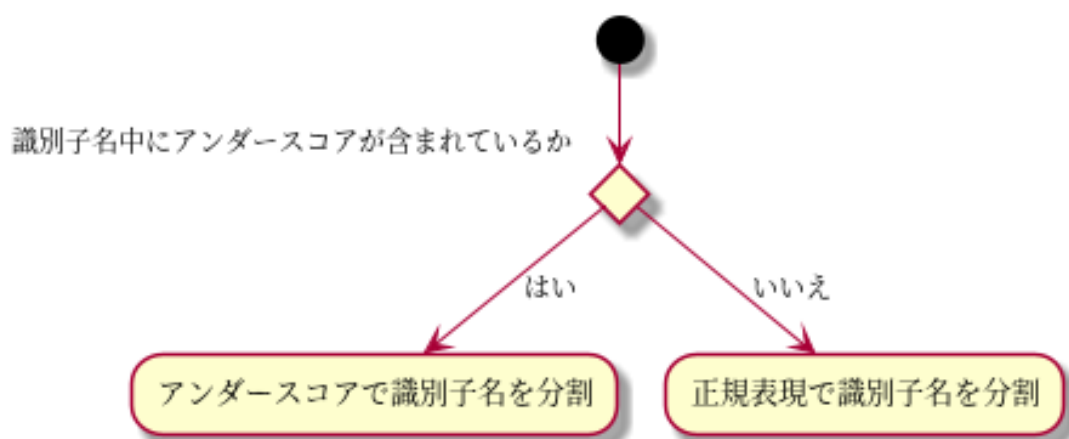 識別子名中にアンダースコアが含まれているか
はい
いいえ
アンダースコアで識別子名を分割
正規表現で識別子名を分割